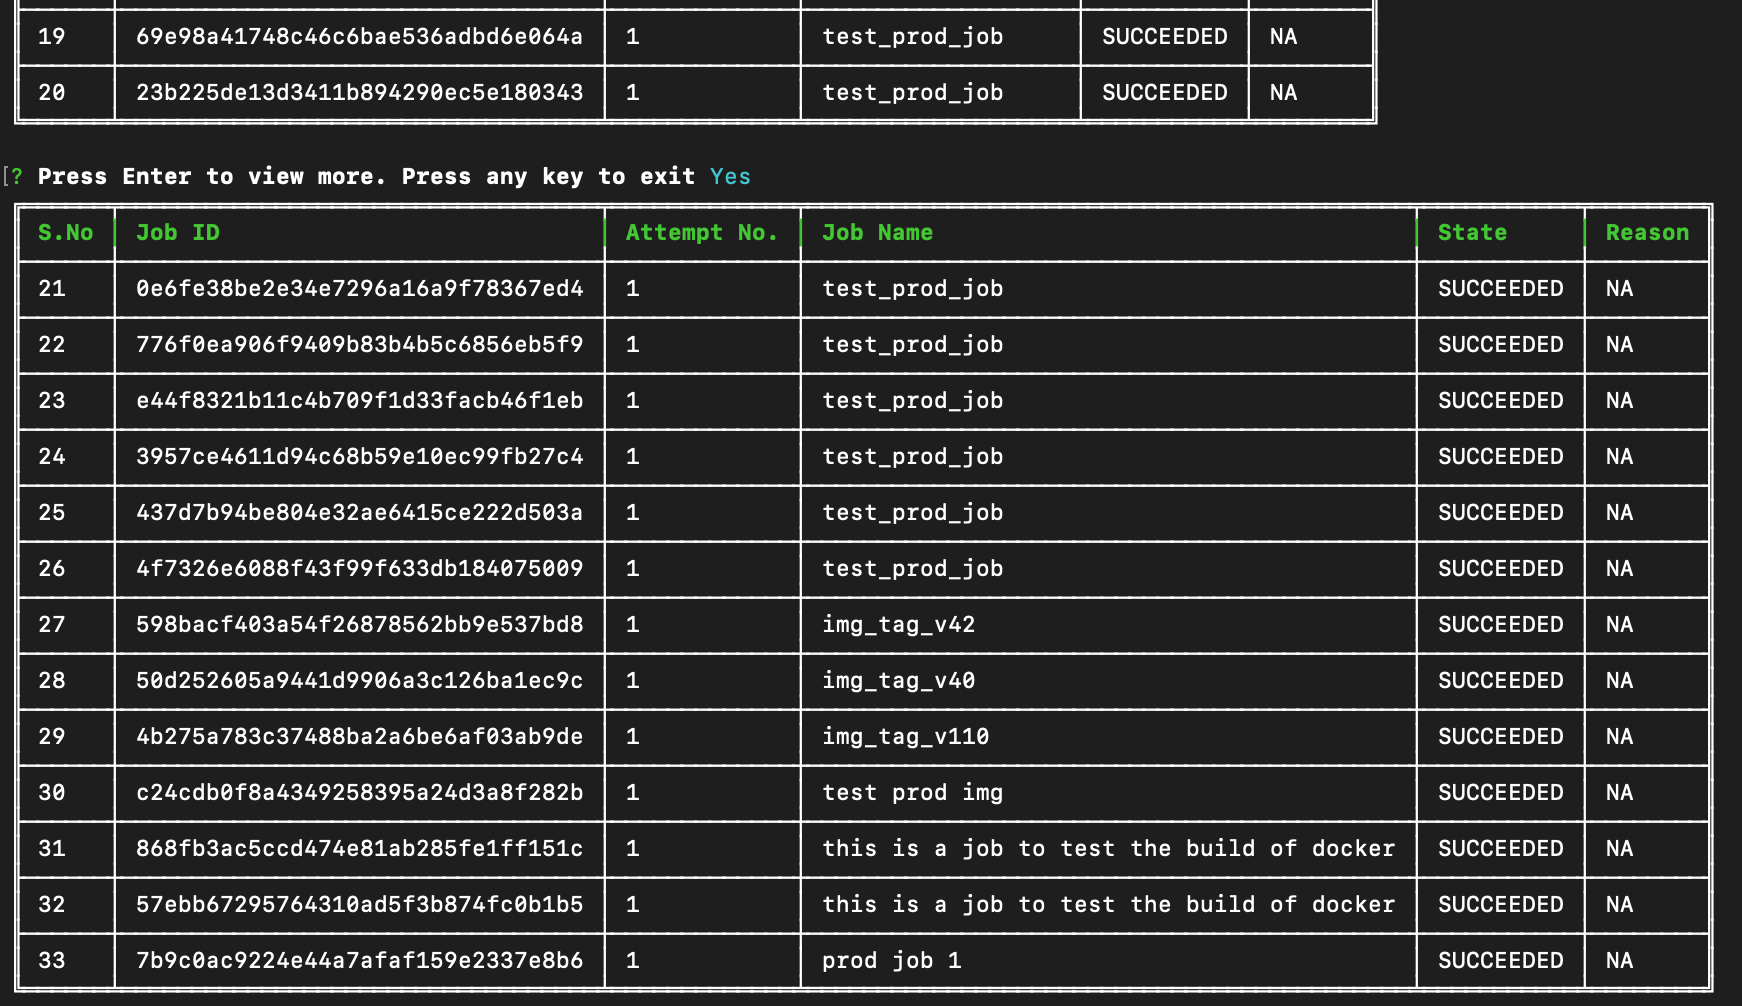 19 69e98a41748c46c6bae536adbd6e064a 1 test_prod_job SUCCEEDED NA
20 23b225de13d3411b894290ec5e180343 1 test_prod_job SUCCEEDED NA
[? Press Enter to view more. Press any key to exit Yes
S.No Job ID Attempt No. Job Name State Reason
21 0e6fe38be2e34e7296a16a9f78367ed4 1 test_prod_job SUCCEEDED NA
22 776f0ea906f9409b83b4b5c6856eb5f9 1 test_prod_job SUCCEEDED NA
23 e44f8321b11c4b709f1d33facb46f1eb 1 test_prod_job SUCCEEDED NA
24 3957ce4611d94c68b59e10ec99fb27c4 1 test_prod_job SUCCEEDED NA
25 437d7b94be804e32ae6415ce222d503a 1 test_prod_job SUCCEEDED NA
26 4f7326e6088f43f99f633db184075009 1 test_prod_job SUCCEEDED NA
27 598bacf403a54f26878562bb9e537bd8 1 img_tag_v42 SUCCEEDED NA
28 50d252605a9441d9906a3c126ba1ec9c 1 img_tag_v40 SUCCEEDED NA
29 4b275a783c37488ba2a6be6af03ab9de 1 img_tag_v110 SUCCEEDED NA
30 c24cdb0f8a4349258395a24d3a8f282b 1 test prod img SUCCEEDED NA
31 868fb3ac5ccd474e81ab285fe1ff151c 1 this is a job to test the build of docker SUCCEEDED NA
32 57ebb67295764310ad5f3b874fc0b1b5 1 this is a job to test the build of docker SUCCEEDED NA
33 7b9c0ac9224e44a7afaf159e2337e8b6 1 prod job 1 SUCCEEDED NA